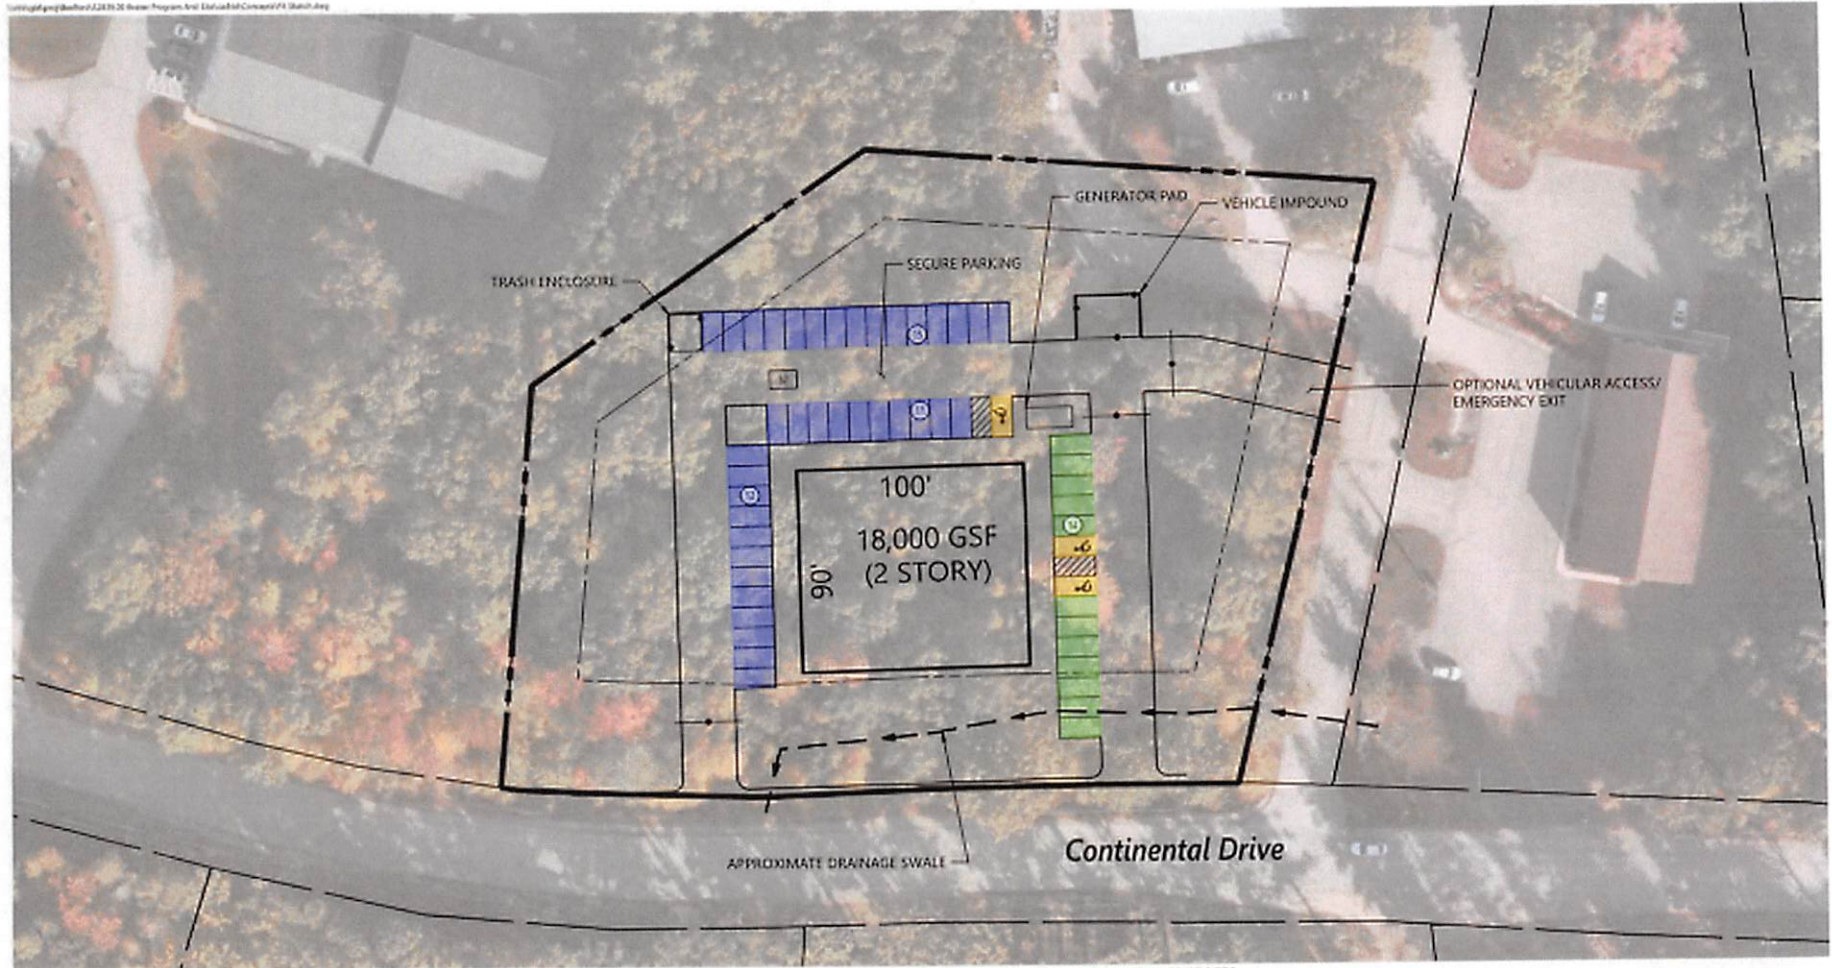 GENERATOR PAD
VEHICLE IMPOUND
SECURE PARKING
TRASH ENCLOSURE
OPTIONAL VEHICULAR ACCESS/
EMERGENCY EXIT
100'
18,000 GSF
(2 STORY)
90'
Continental Drive
APPROXIMATE DRAINAGE SWALE